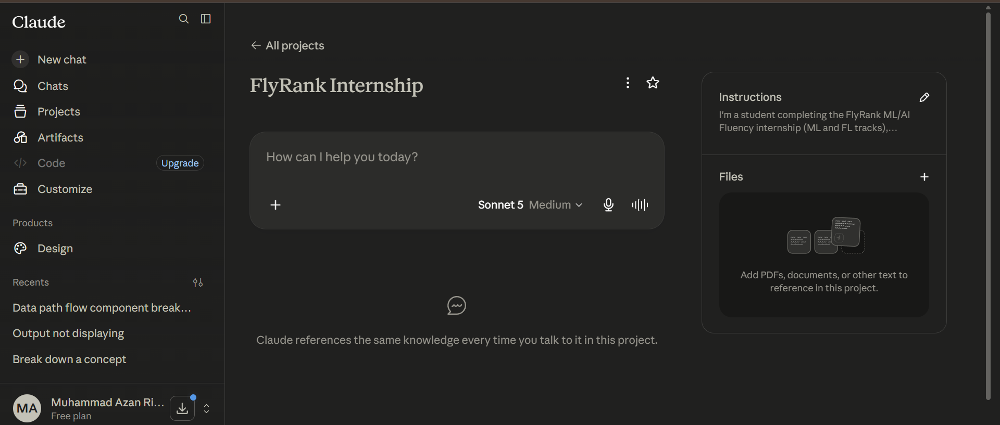 Claude
New chat
Chats
Projects
Artifacts
Code
Upgrade
Customize
Products
Design
Recents
Data path flow component break...
Output not displaying
Break down a concept
MA
Muhammad Azan Ri...
Free plan
All projects
FlyRank Internship
How can I help you today?
Sonnet 5 Medium
Claude references the same knowledge every time you talk to it in this project.
Instructions
I'm a student completing the FlyRank ML/AI
Fluency internship (ML and FL tracks),...
Files
Add PDFs, documents, or other text to
reference in this project.